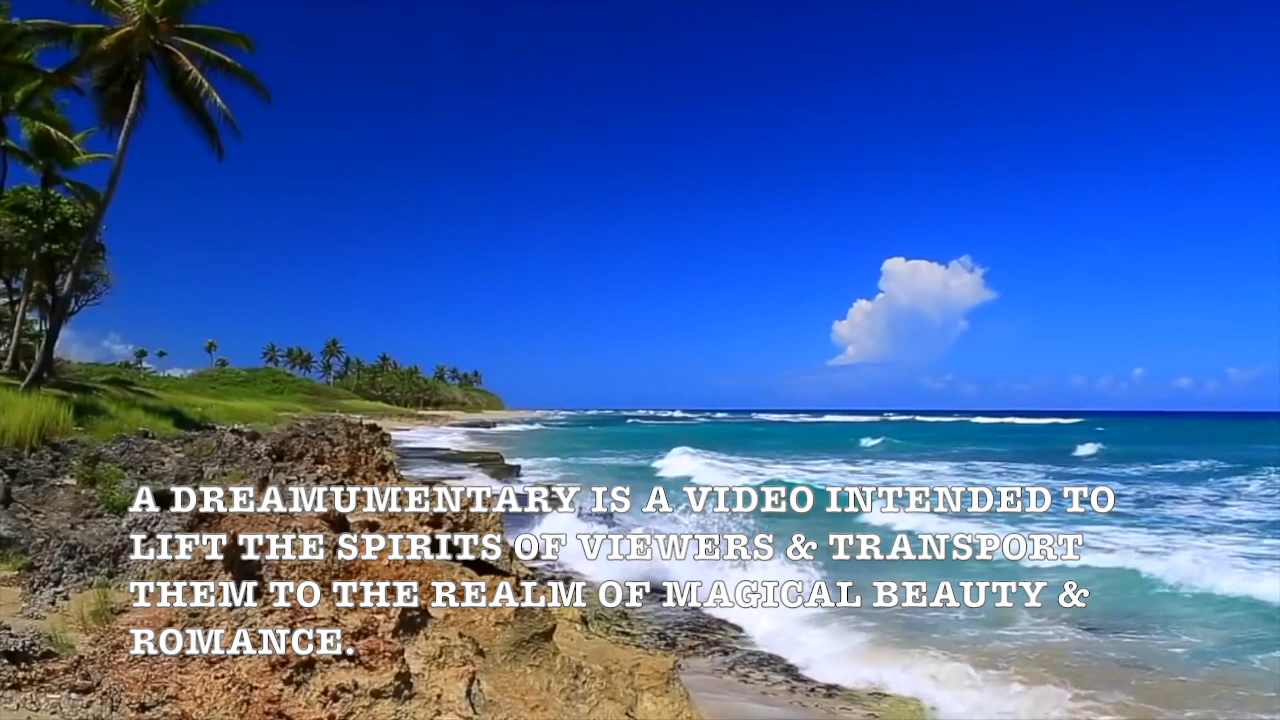 A DREAMUMENTARY IS A VIDEO INTENDED TO
LIFT THE SPIRITS OF VIEWERS & TRANSPORT
THEM TO THE REALM OF MAGICAL BEAUTY &
ROMANCE.